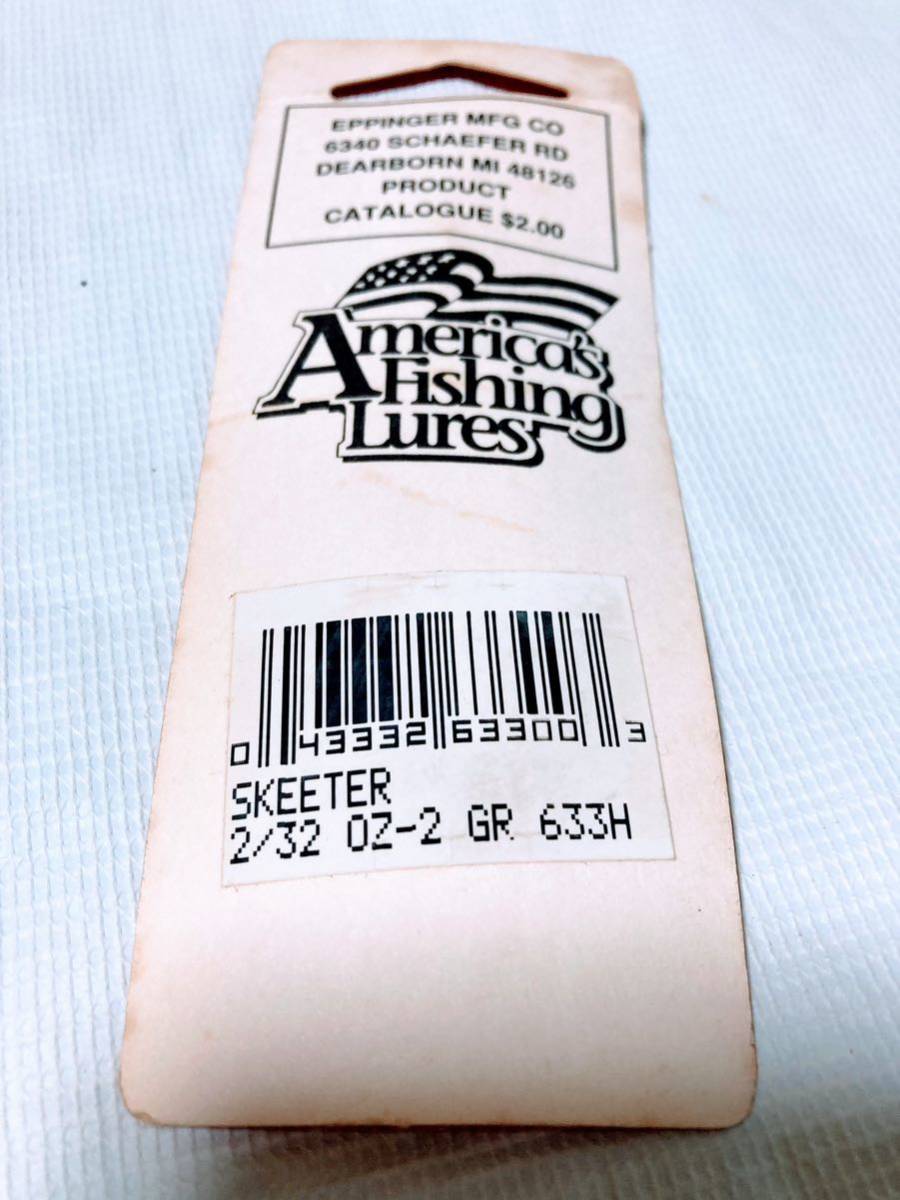 EPPINGER MFG CO
6340 SCHAEFER RD
DEARBORN MI 48126
PRODUCT
CATALOGUE $2.00
America's
Fishing
Lures
0 43332 63300 3
SKEETER
2/32 OZ-2 GR 633H